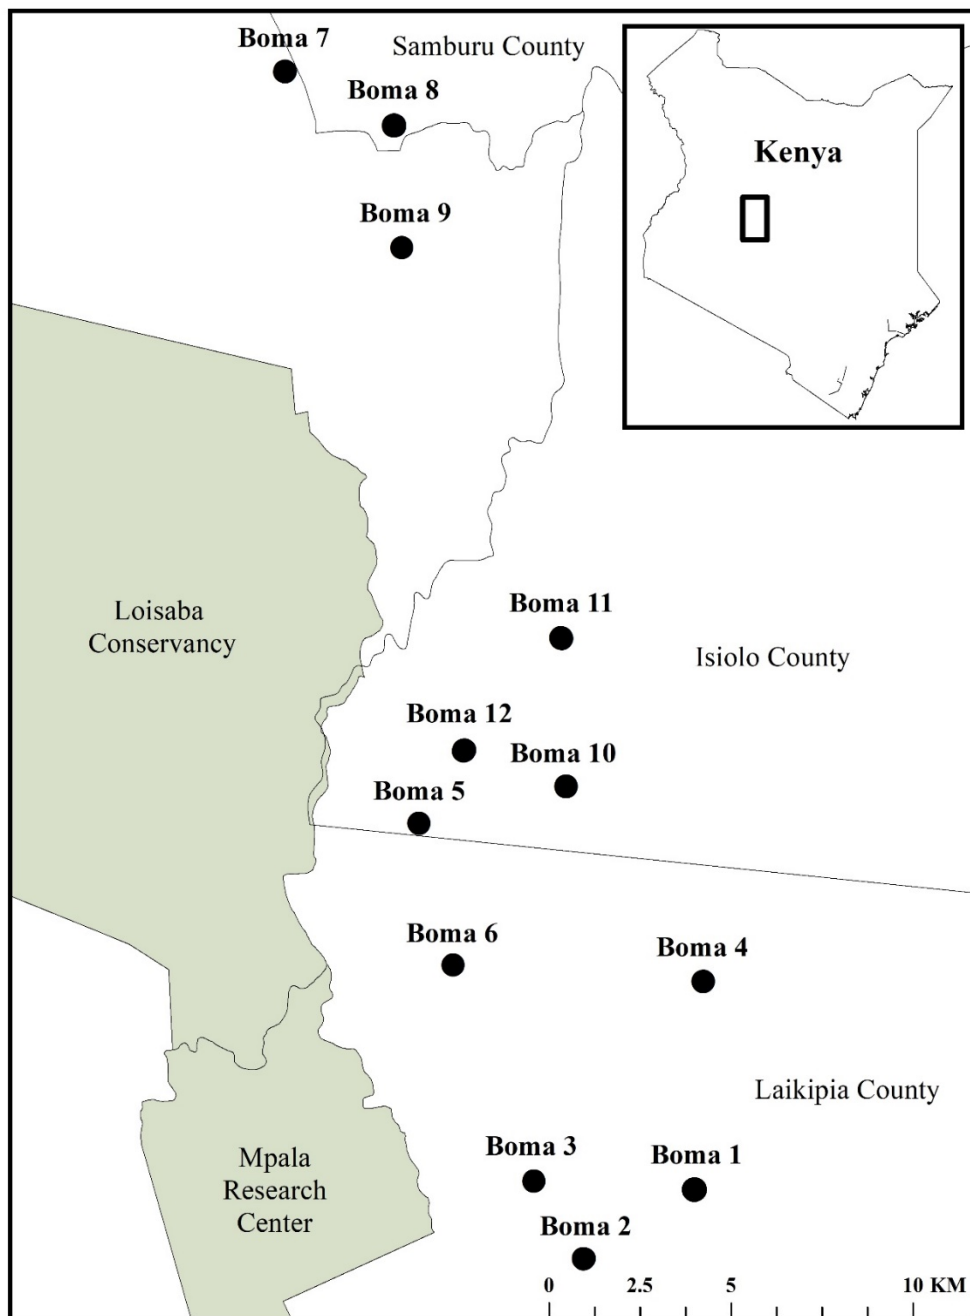 Boma 7
Samburu County
Boma 8
Kenya
Boma 9
Boma 11
Loisaba
Conservancy
Isiolo County
Boma 12
Boma 10
Boma 5
Boma 6
Boma 4
Laikipia County
Boma 3
Boma 1
Mpala
Research
Center
Boma 2
0 2.5 5 10 KM